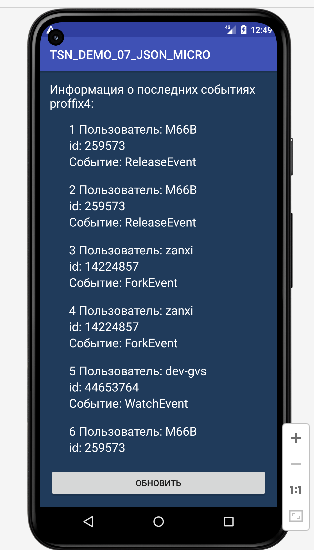 12:49
TSN_DEMO_07_JSON_MICRO
Информация о последних событиях
proffix4:
1 Пользователь: M66B
id: 259573
Событие: ReleaseEvent
2 Пользователь: M66B
id: 259573
Событие: ReleaseEvent
3 Пользователь: zanxi
id: 14224857
Событие: ForkEvent
4 Пользователь: zanxi
id: 14224857
Событие: ForkEvent
5 Пользователь: dev-gvs
id: 44653764
Событие: WatchEvent
6 Пользователь: M66B
id: 259573
ОБНОВИТЬ
1:1